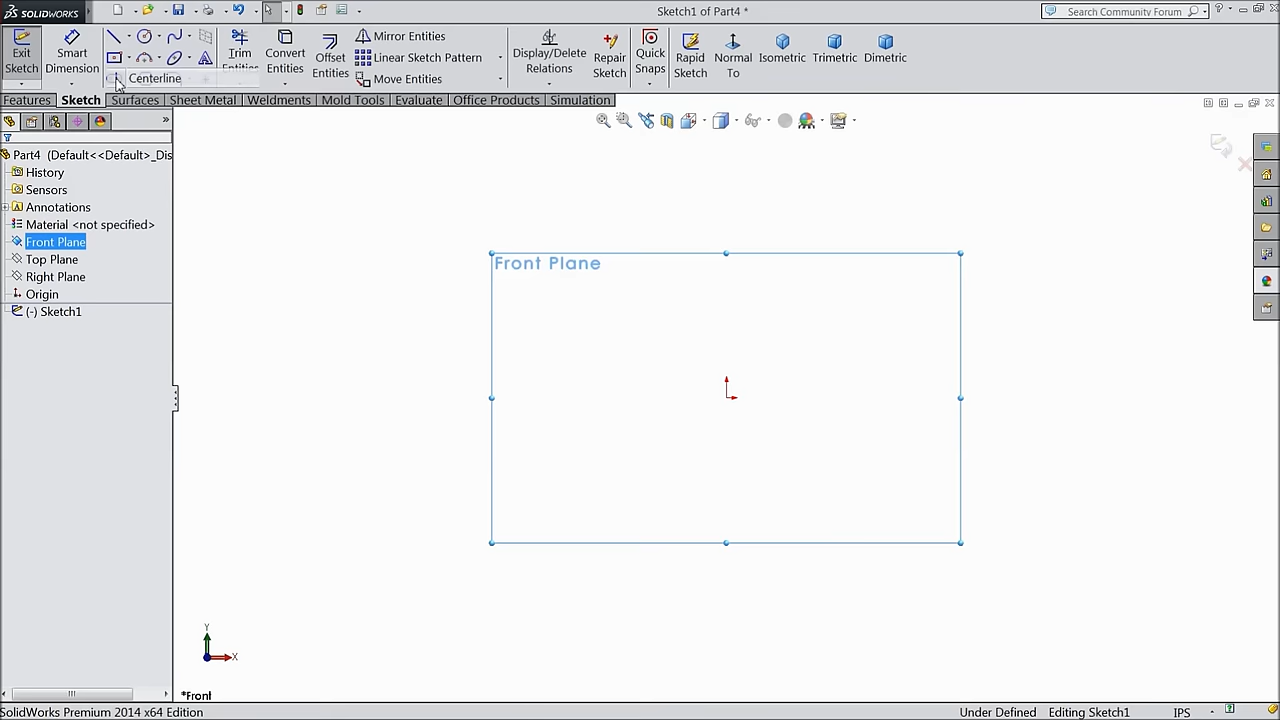 SOLIDWORKS
Sketch1 of Part4 *
Search Community Forum
Exit Sketch
Smart Dimension
Centerline
Trim Entities
Convert Entities
Offset Entities
Mirror Entities
Linear Sketch Pattern
Move Entities
Display/Delete Relations
Repair Sketch
Quick Snaps
Rapid Sketch
Normal To
Isometric
Trimetric
Dimetric
Features
Sketch
Surfaces
Sheet Metal
Weldments
Mold Tools
Evaluate
Office Products
Simulation
Part4 (Default<<Default>_Dis
History
Sensors
Annotations
Material <not specified>
Front Plane
Top Plane
Right Plane
Origin
(-) Sketch1
Front Plane
Y
X
*Front
SolidWorks Premium 2014 x64 Edition
Under Defined
Editing Sketch1
IPS